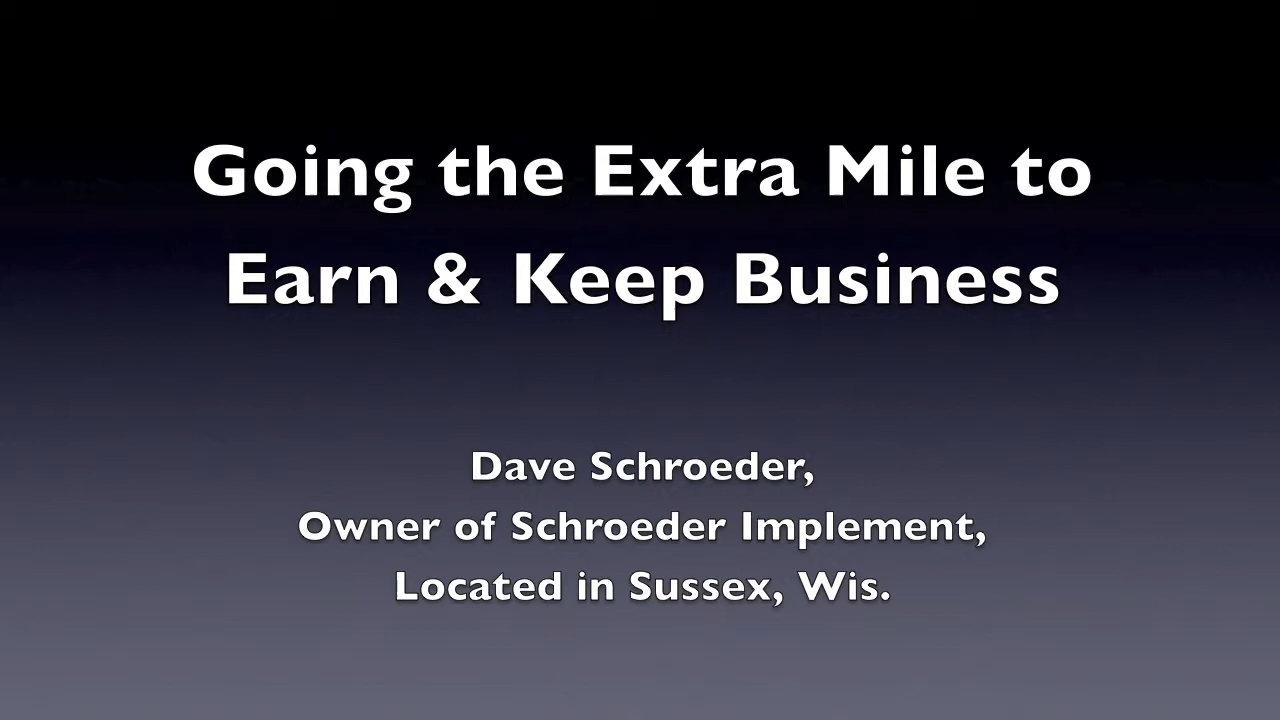 Going the Extra Mile to
Earn & Keep Business
Dave Schroeder,
Owner of Schroeder Implement,
Located in Sussex, Wis.